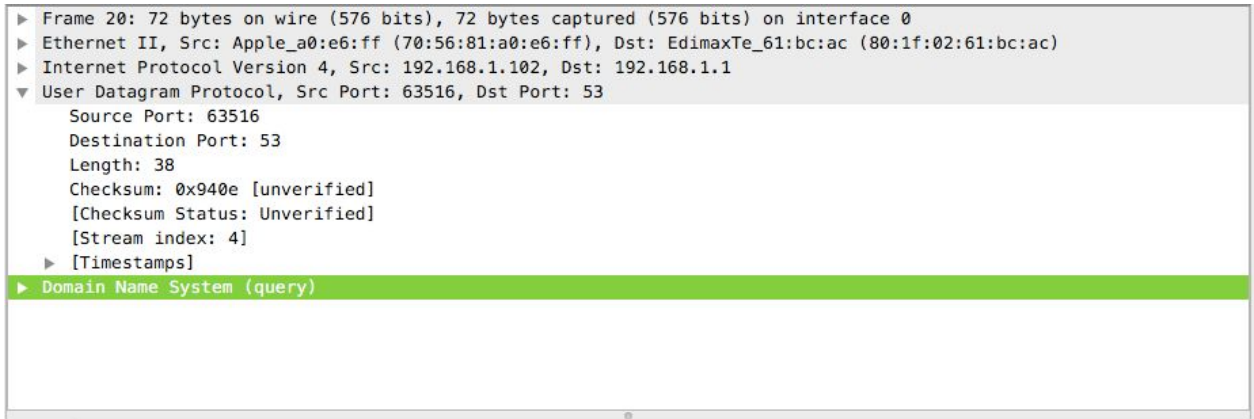 Frame 20: 72 bytes on wire (576 bits), 72 bytes captured (576 bits) on interface 0
Ethernet II, Src: Apple_a0:e6:ff (70:56:81:a0:e6:ff), Dst: EdimaxTe_61:bc:ac (80:1f:02:61:bc:ac)
Internet Protocol Version 4, Src: 192.168.1.102, Dst: 192.168.1.1
User Datagram Protocol, Src Port: 63516, Dst Port: 53
Source Port: 63516
Destination Port: 53
Length: 38
Checksum: 0x940e [unverified]
[Checksum Status: Unverified]
[Stream index: 4]
[Timestamps]
Domain Name System (query)